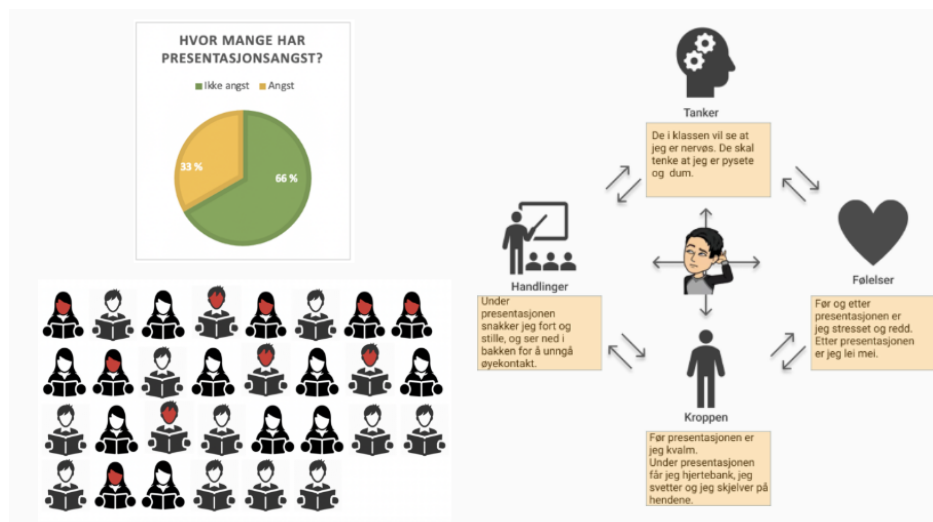 HVOR MANGE HAR
PRESENTASJONSANGST?
Ikke angst Angst
33 %
66 %
Tanker
De i klassen vil se at
jeg er nervøs. De skal
tenke at jeg er pysete
og dum.
Handlinger
Under
presentasjonen
snakker jeg fort og
stille, og ser ned i
bakken for å unngå
øyekontakt.
Følelser
Før og etter
presentasjonen er
jeg stresset og redd.
Etter presentasjonen
er jeg lei mei.
Kroppen
Før presentasjonen er
jeg kvalm.
Under presentasjonen
får jeg hjertebank, jeg
svetter og jeg skjelver på
hendene.